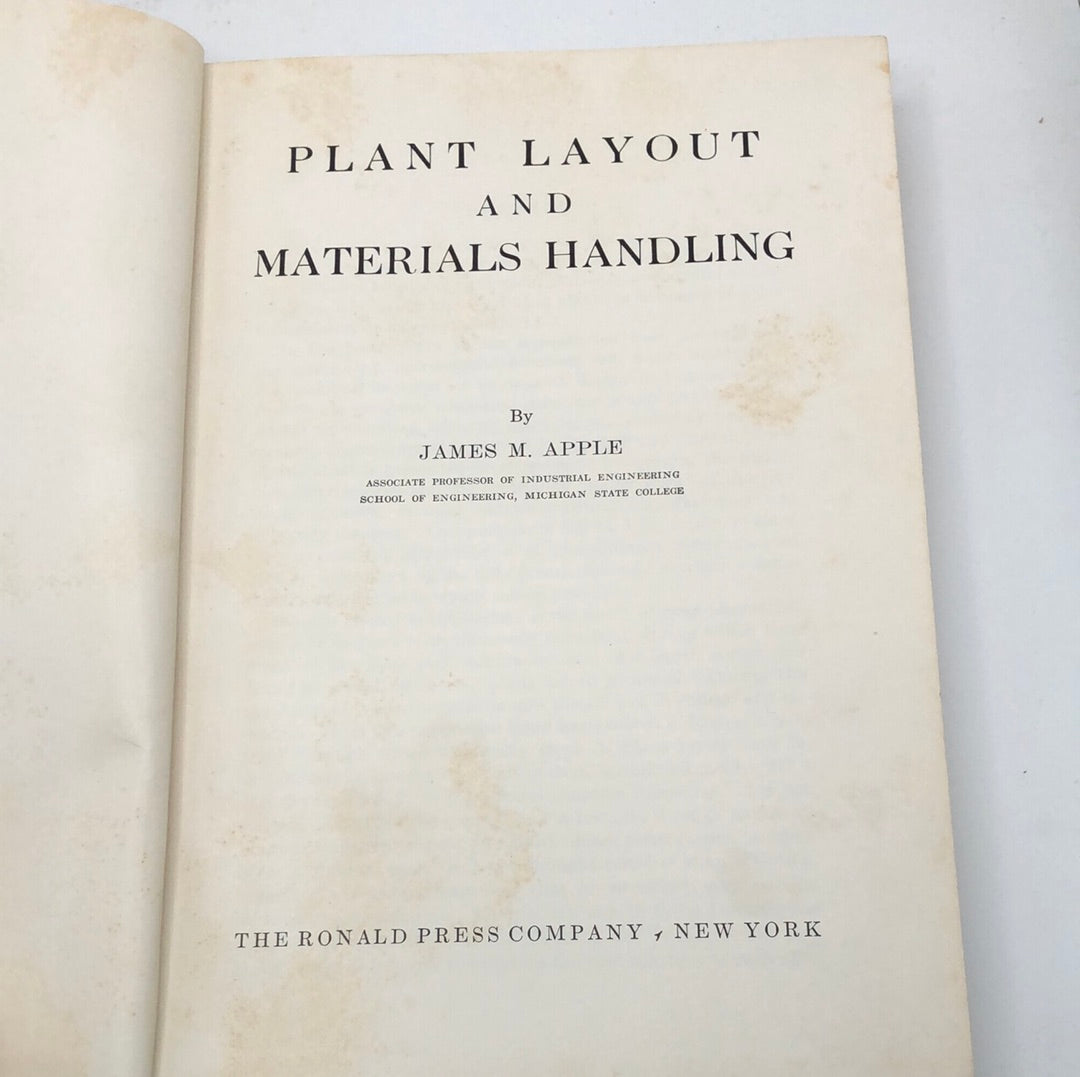 PLANT LAYOUT
AND
MATERIALS HANDLING
By
JAMES M. APPLE
ASSOCIATE PROFESSOR OF INDUSTRIAL ENGINEERING
SCHOOL OF ENGINEERING, MICHIGAN STATE COLLEGE
THE RONALD PRESS COMPANY , NEW YORK